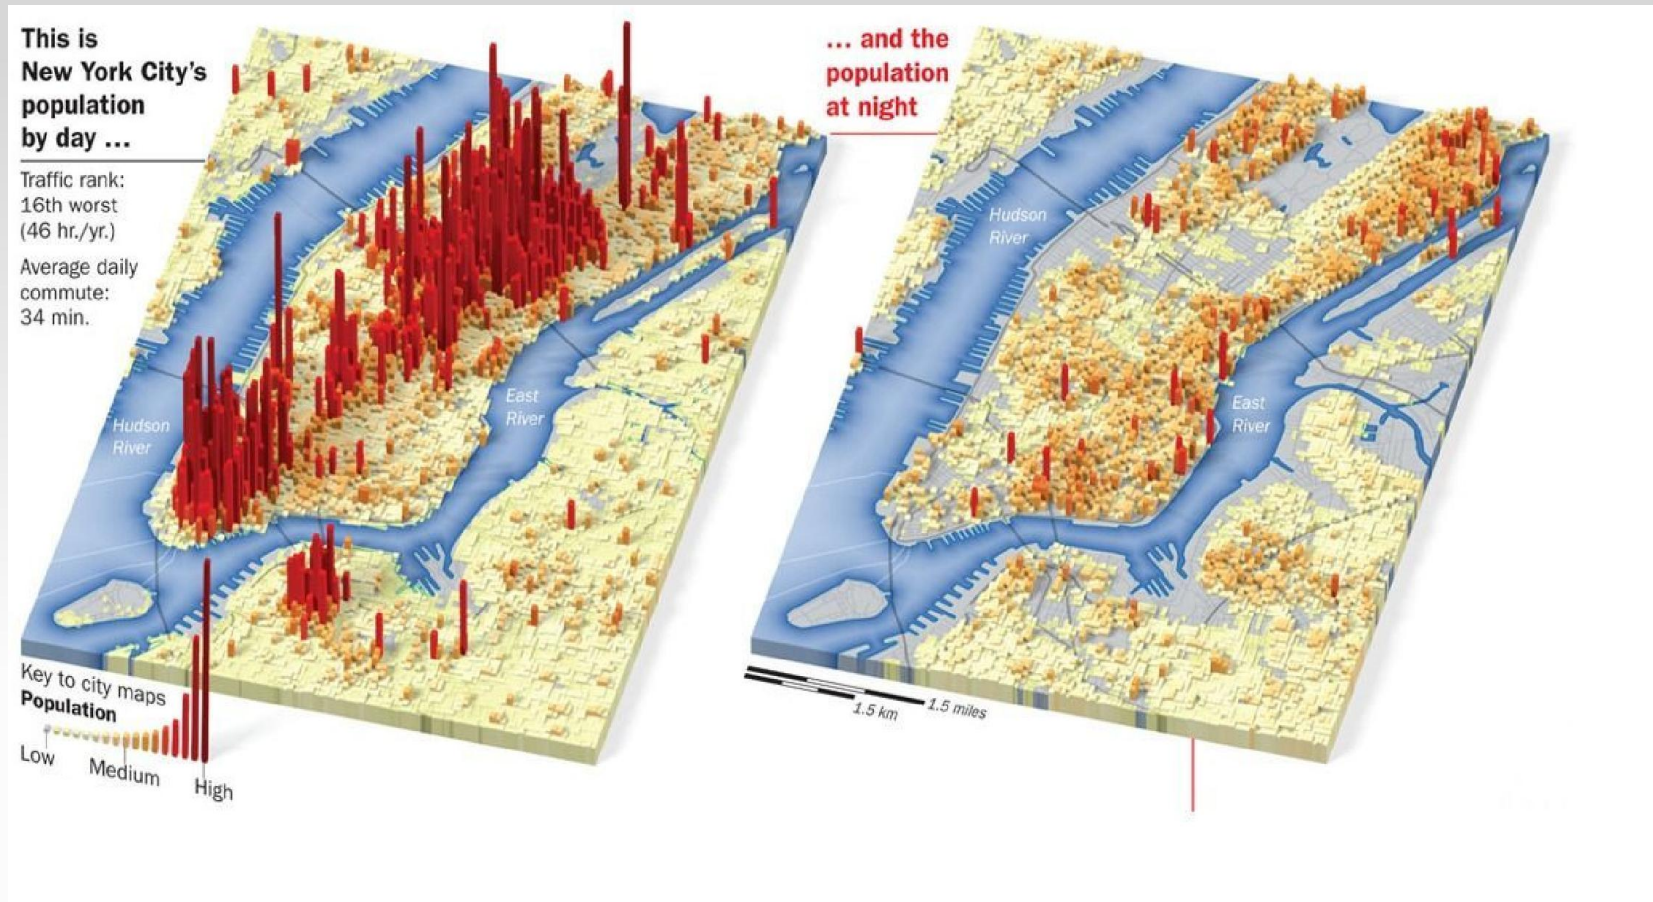 This is
New York City's
population
by day ...
Traffic rank:
16th worst
(46 hr./yr.)
Average daily
commute:
34 min.
Hudson
River
East
River
Key to city maps
Population
Low
Medium
High
... and the
population
at night
Hudson
River
East
River
1.5 km
1.5 miles